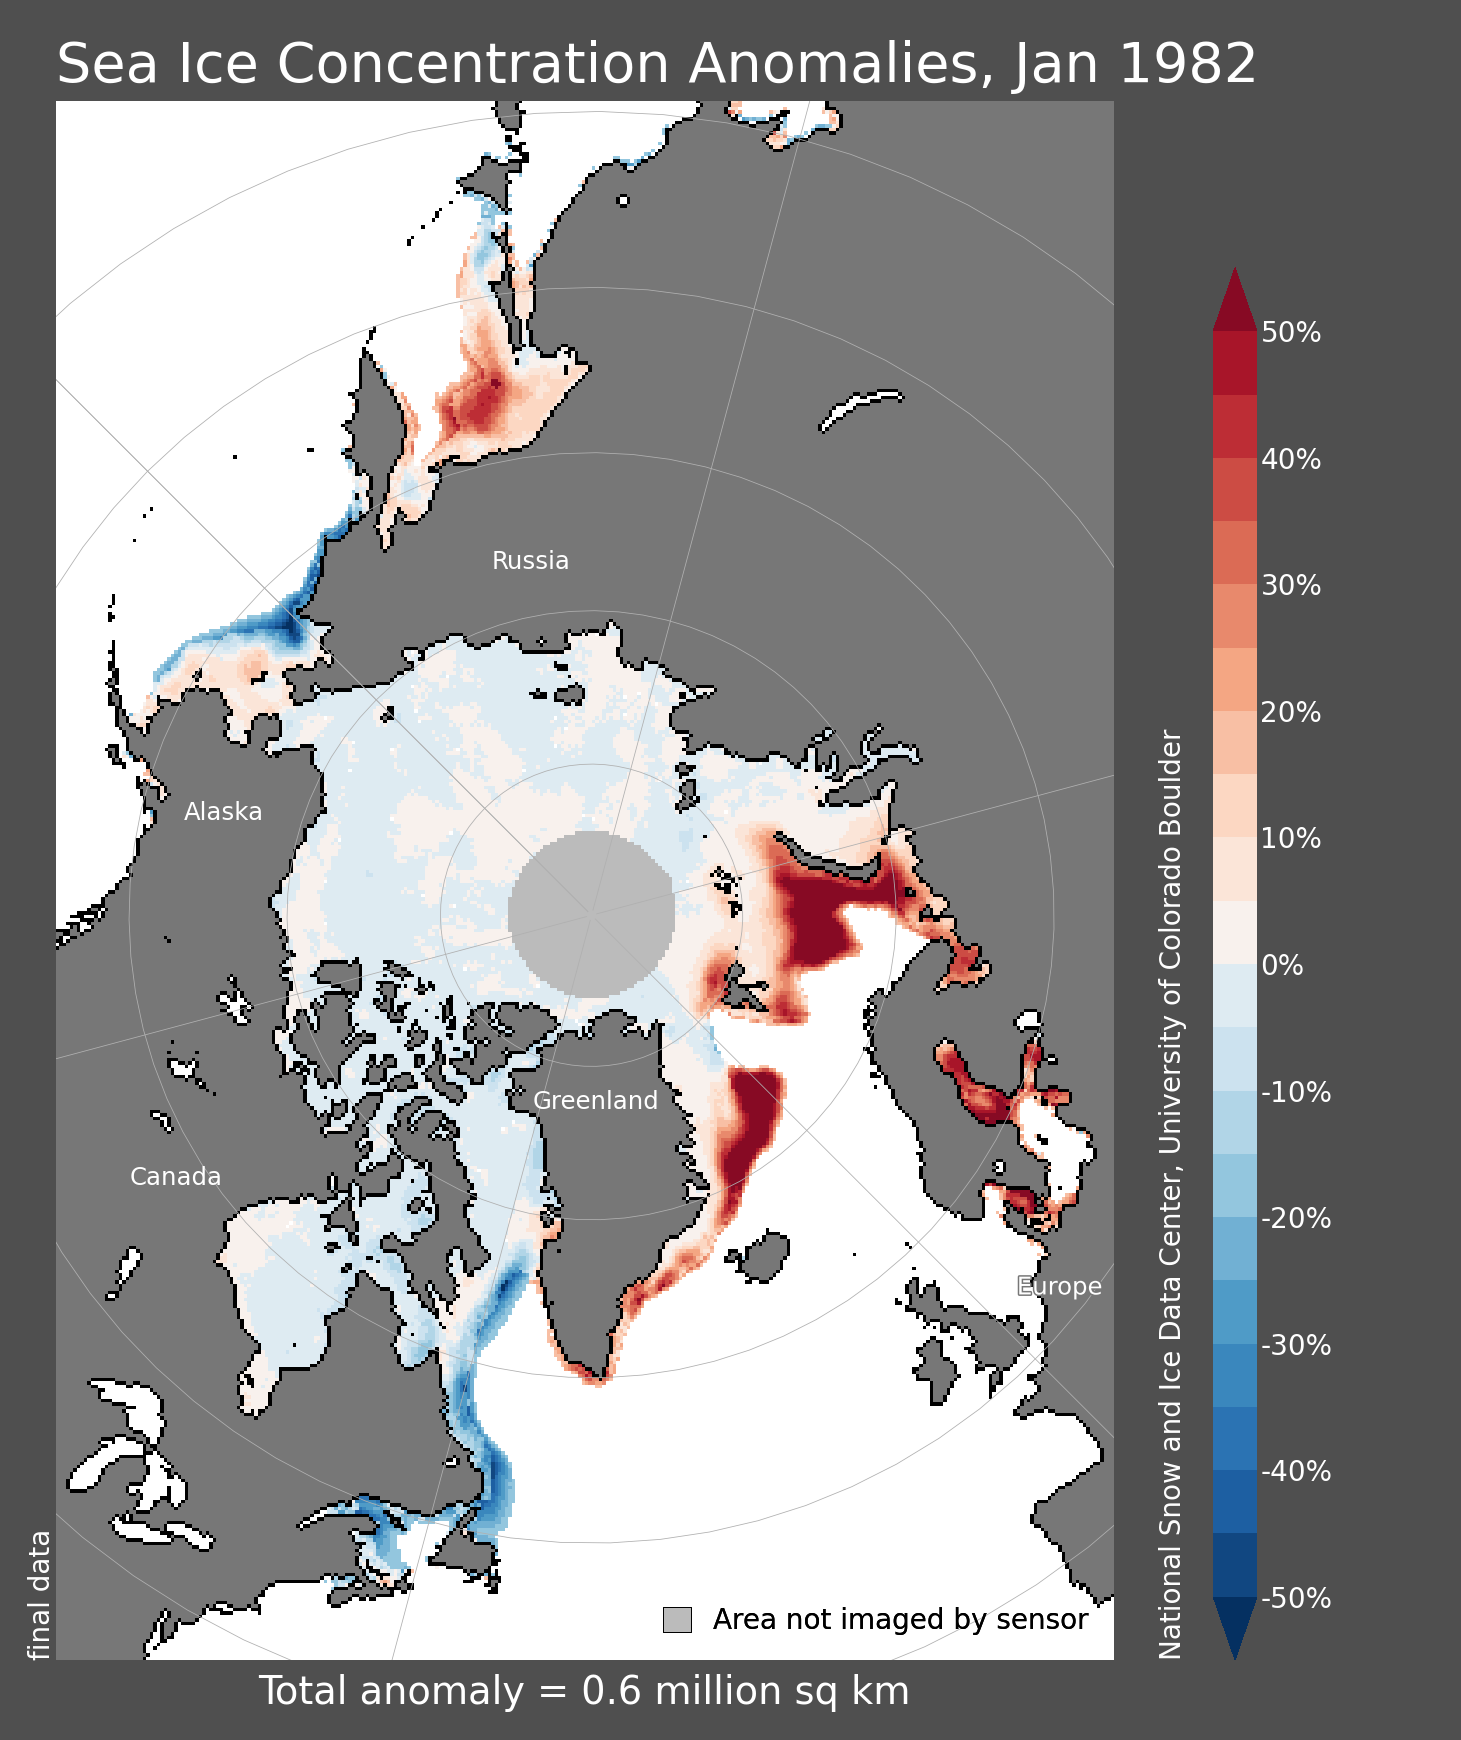 Sea Ice Concentration Anomalies, Jan 1982
Russia
Alaska
Greenland
Canada
Europe
Area not imaged by sensor
final data
Total anomaly = 0.6 million sq km
National Snow and Ice Data Center, University of Colorado Boulder
50%
40%
30%
20%
10%
0%
-10%
-20%
-30%
-40%
-50%